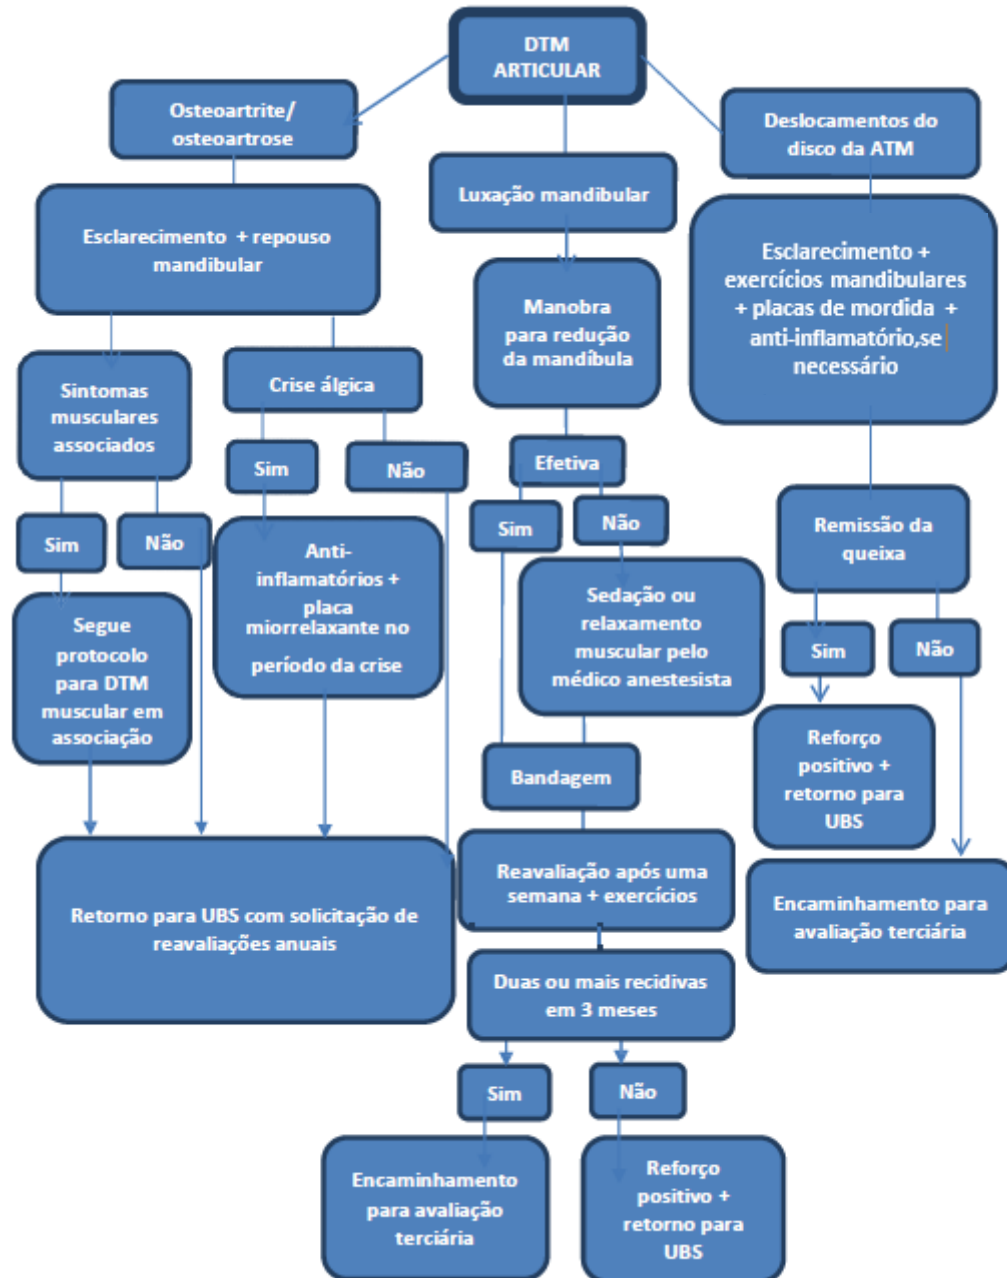 DTM
ARTICULAR
Osteoartrite/
osteoartrose
Esclarecimento + repouso
mandibular
Sintomas
musculares
associados
Sim
Não
Segue
protocolo
para DTM
muscular em
associação
Crise álgica
Sim
Não
Anti-
inflamatórios +
placa
miorrelaxante no
período da crise
Retorno para UBS com solicitação de
reavaliações anuais
Luxação mandibular
Manobra
para redução
da mandíbula
Efetiva
Sim
Não
Sedação ou
relaxamento
muscular pelo
médico anestesista
Bandagem
Reavaliação após uma
semana + exercícios
Duas ou mais recidivas
em 3 meses
Sim
Não
Encaminhamento
para avaliação
terciária
Reforço
positivo +
retorno para
UBS
Deslocamentos do
disco da ATM
Esclarecimento +
exercícios mandibulares
+ placas de mordida +
anti-inflamatório,se
necessário
Remissão da
queixa
Sim
Não
Reforço
positivo +
retorno para
UBS
Encaminhamento para
avaliação terciária